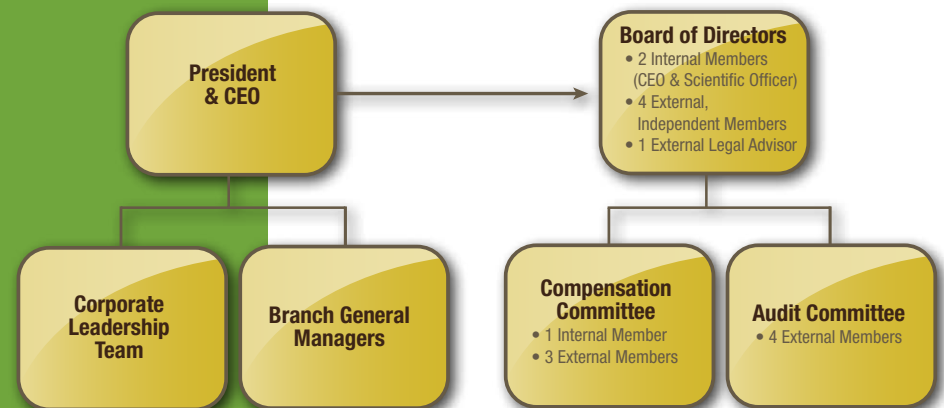 President
& CEO
Board of Directors
• 2 Internal Members
(CEO & Scientific Officer)
• 4 External,
Independent Members
• 1 External Legal Advisor
Corporate
Leadership
Team
Branch General
Managers
Compensation
Committee
• 1 Internal Member
• 3 External Members
Audit Committee
• 4 External Members